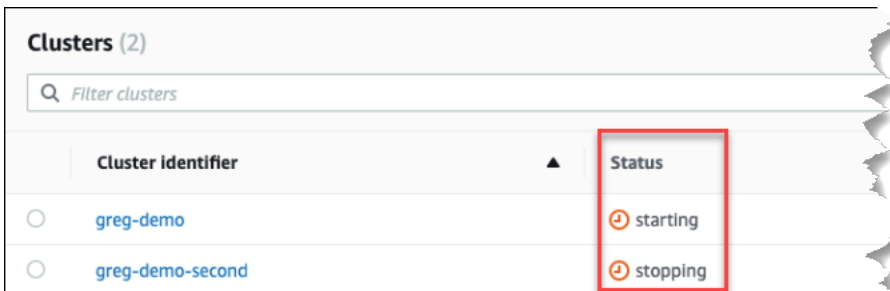 Clusters (2)
Filter clusters
Cluster identifier Status
greg-demo starting
greg-demo-second stopping